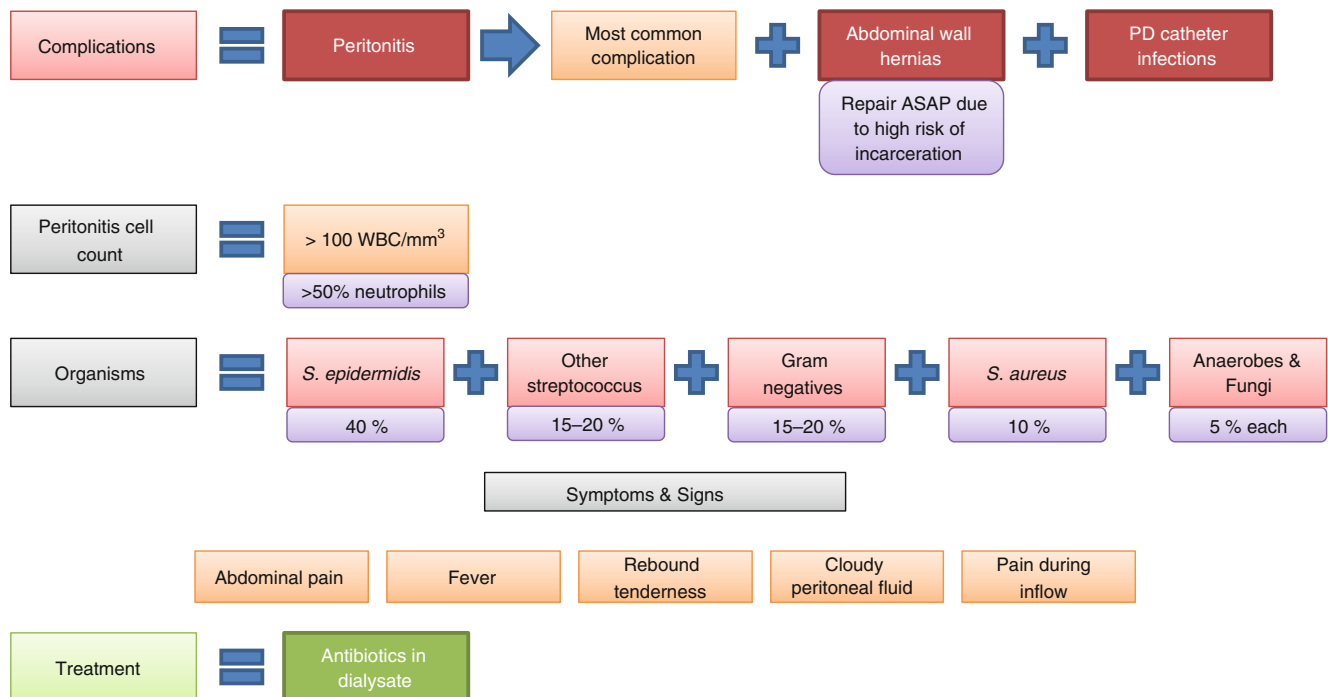 Complications
Peritonitis
Most common
complication
Abdominal wall
hernias
PD catheter
infections
Repair ASAP due
to high risk of
incarceration
Peritonitis cell
count
> 100 WBC/mm³
>50% neutrophils
Organisms
S. epidermidis
Other
streptococcus
Gram
negatives
S. aureus
Anaerobes &
Fungi
40 %
15–20 %
15–20 %
10 %
5 % each
Symptoms & Signs
Abdominal pain
Fever
Rebound
tenderness
Cloudy
peritoneal fluid
Pain during
inflow
Treatment
Antibiotics in
dialysate